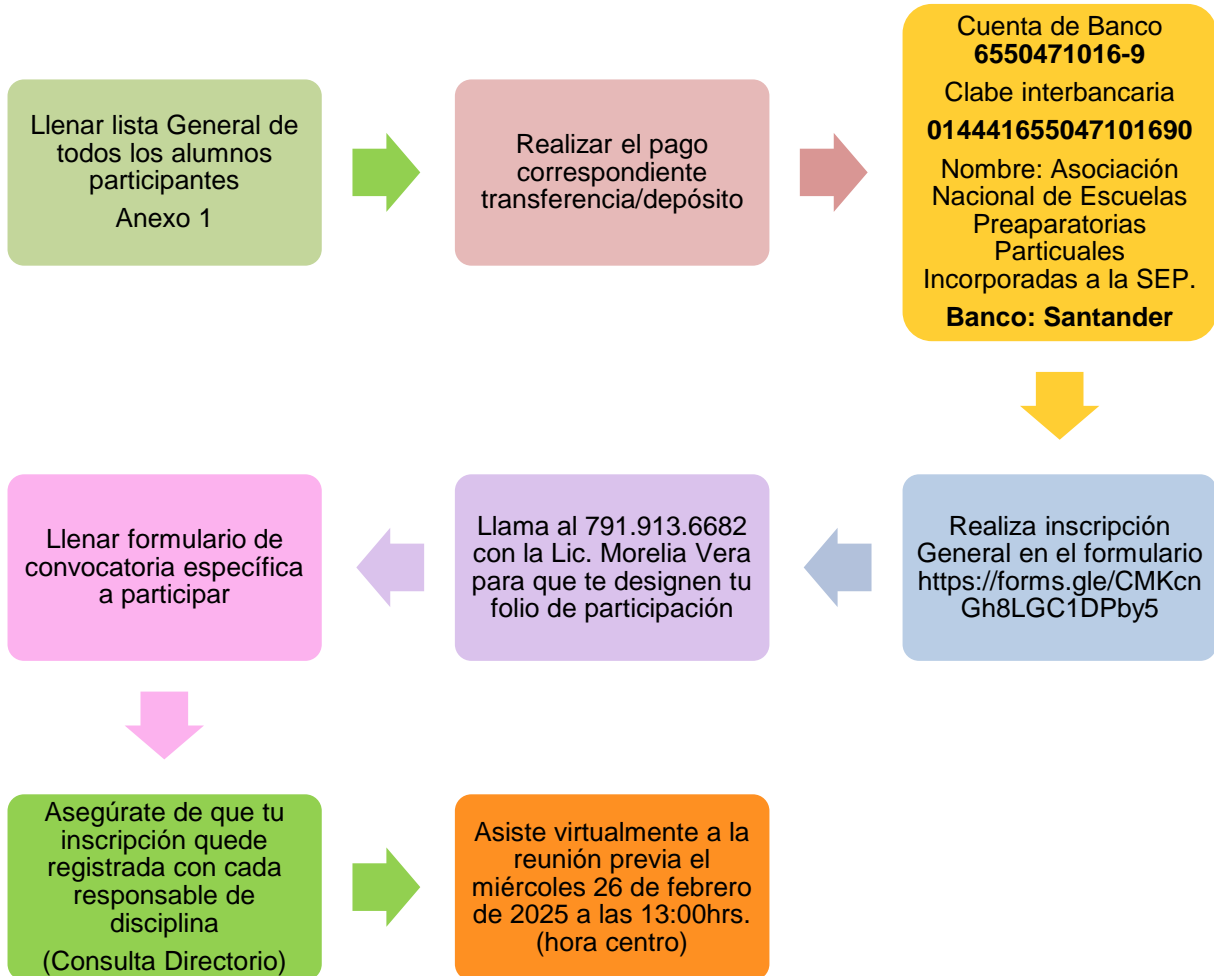 Llenar lista General de
todos los alumnos
participantes
Anexo 1
Realizar el pago
correspondiente
transferencia/depósito
Cuenta de Banco
6550471016-9
Clabe interbancaria
014441655047101690
Nombre: Asociación
Nacional de Escuelas
Preaparatorias
Particuales
Incorporadas a la SEP.
Banco: Santander
Realiza inscripción
General en el formulario
https://forms.gle/CMKcn
Gh8LGC1DPby5
Llama al 791.913.6682
con la Lic. Morelia Vera
para que te designen tu
folio de participación
Llenar formulario de
convocatoria específica
a participar
Asegúrate de que tu
inscripción quede
registrada con cada
responsable de
disciplina
(Consulta Directorio)
Asiste virtualmente a la
reunión previa el
miércoles 26 de febrero
de 2025 a las 13:00hrs.
(hora centro)